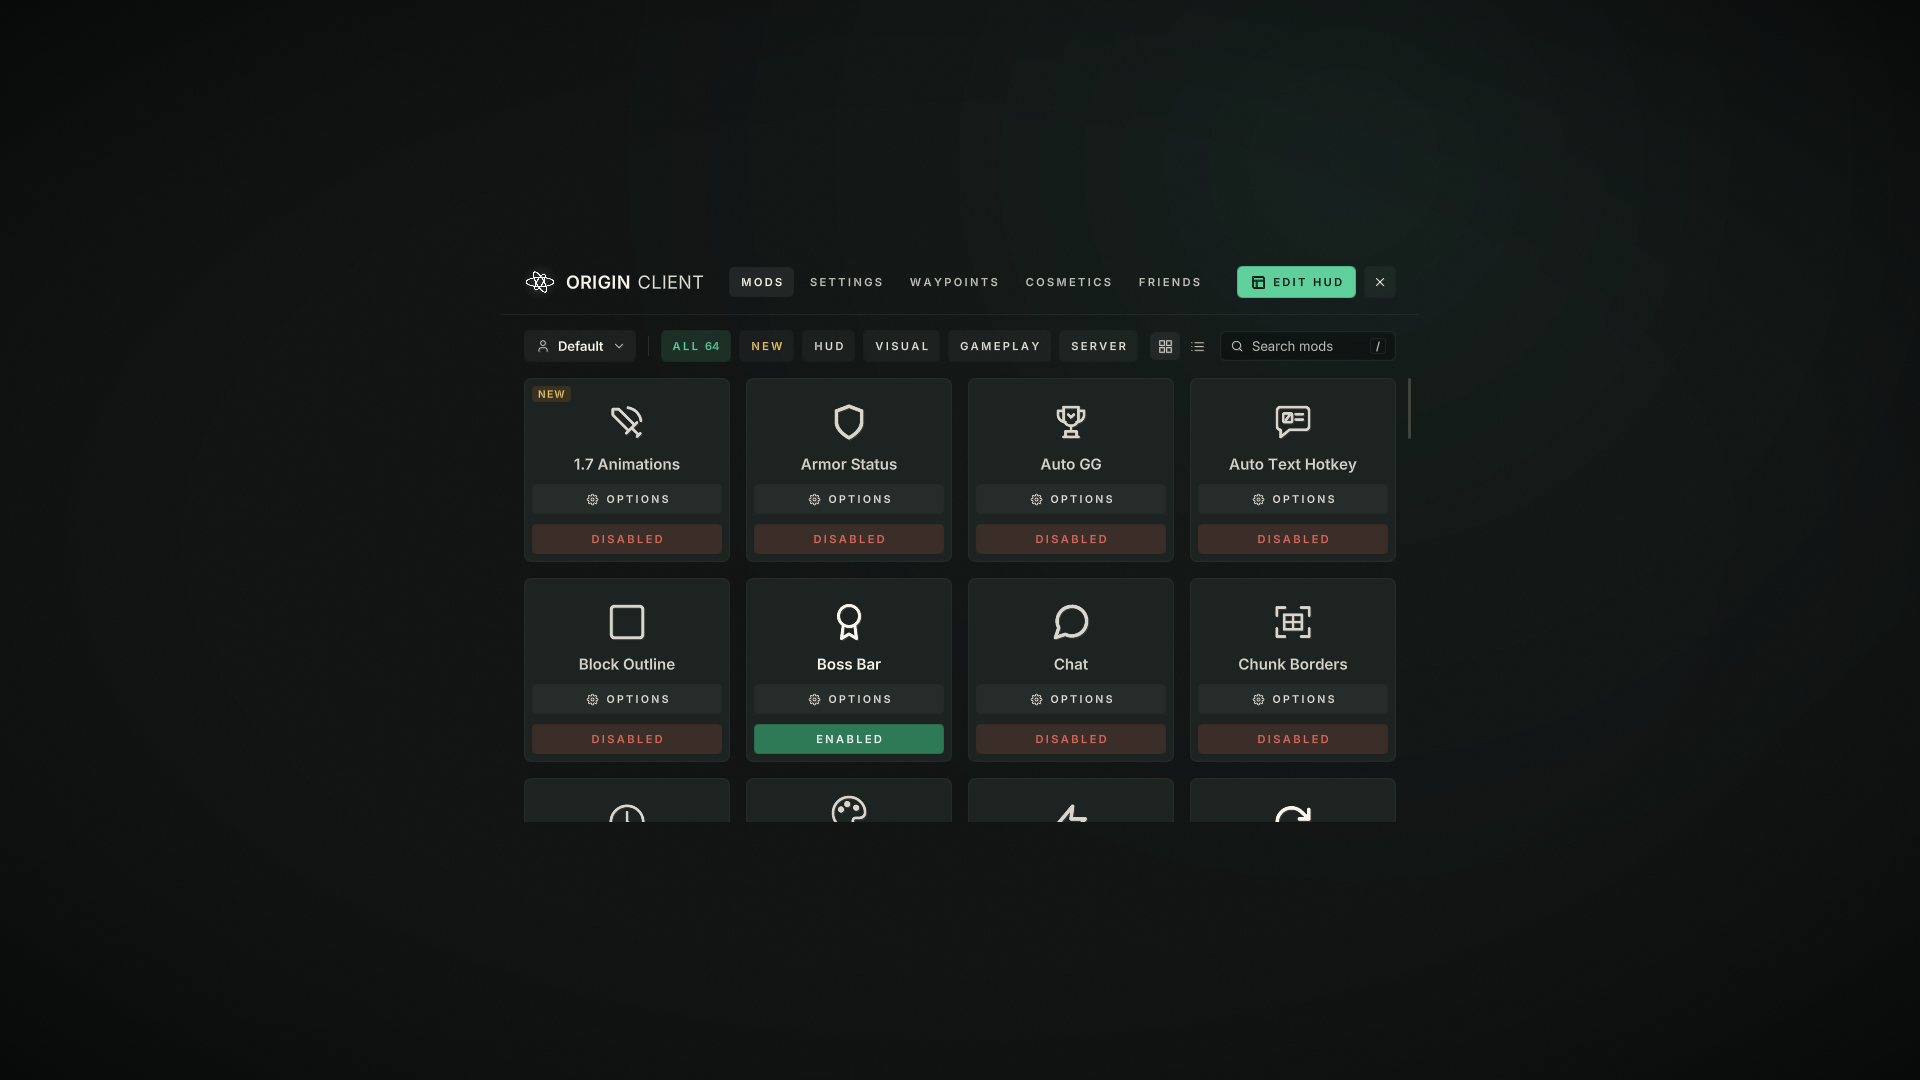 ORIGIN CLIENT MODS SETTINGS WAYPOINTS COSMETICS FRIENDS EDIT HUD
Default ALL 64 NEW HUD VISUAL GAMEPLAY SERVER Search mods /
NEW
1.7 Animations Armor Status Auto GG Auto Text Hotkey
OPTIONS OPTIONS OPTIONS OPTIONS
DISABLED DISABLED DISABLED DISABLED
Block Outline Boss Bar Chat Chunk Borders
OPTIONS OPTIONS OPTIONS OPTIONS
DISABLED ENABLED DISABLED DISABLED